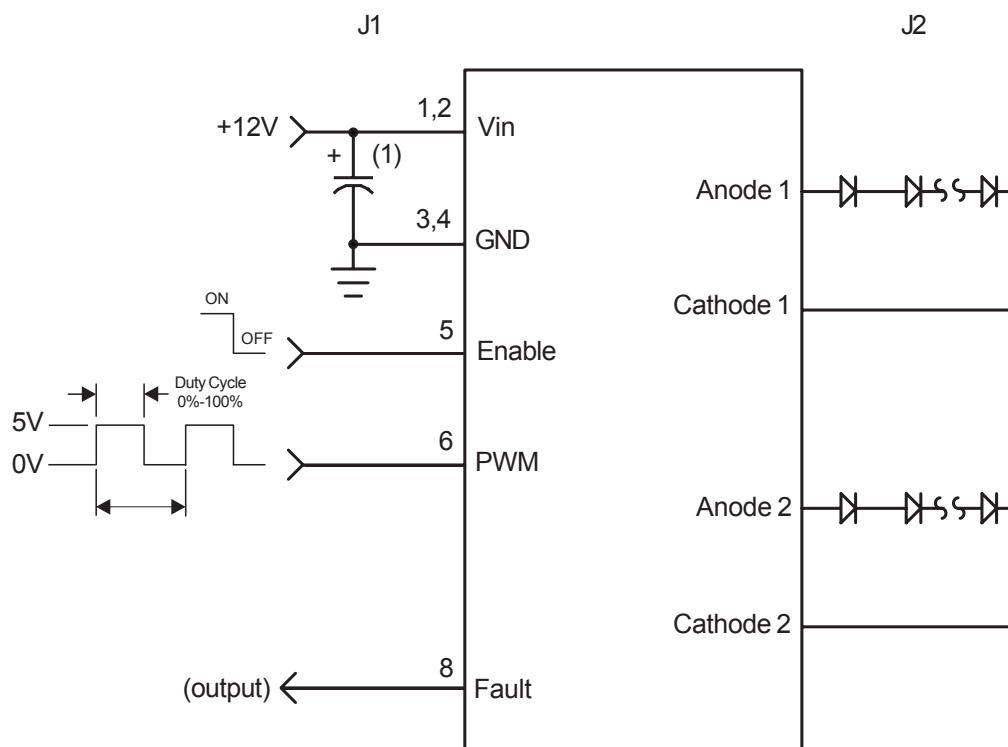 J1
J2
+12V
1,2
Vin
+
(1)
Anode 1
3,4
GND
Cathode 1
ON
OFF
5
Enable
Duty Cycle
0%-100%
5V
0V
6
PWM
Anode 2
Cathode 2
(output)
8
Fault